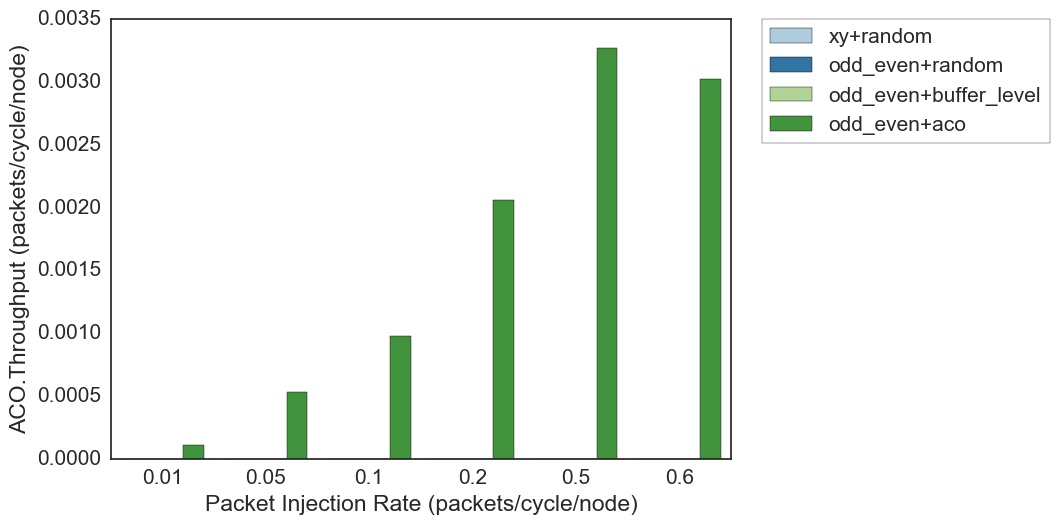 0.0035
0.0030
0.0025
0.0020
0.0015
0.0010
0.0005
0.0000
ACO.Throughput (packets/cycle/node)
0.01 0.05 0.1 0.2 0.5 0.6
Packet Injection Rate (packets/cycle/node)
xy+random
odd_even+random
odd_even+buffer_level
odd_even+aco